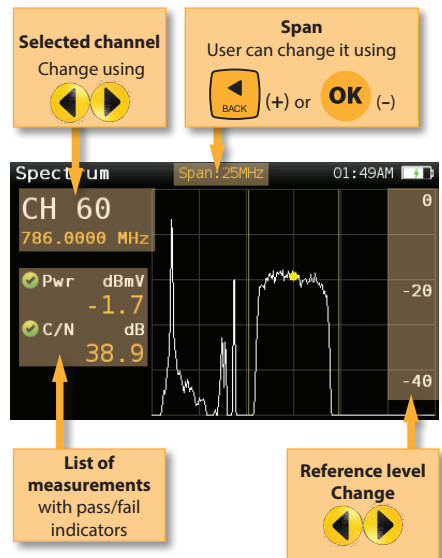 Selected channel
Change using
Span
User can change it using
BACK
(+) or
OK
(–)
Spectrum
Span:25MHz
01:49AM
CH 60
786.0000 MHz
Pwr dBmV
-1.7
C/N dB
38.9
0
-20
-40
List of
measurements
with pass/fail
indicators
Reference level
Change